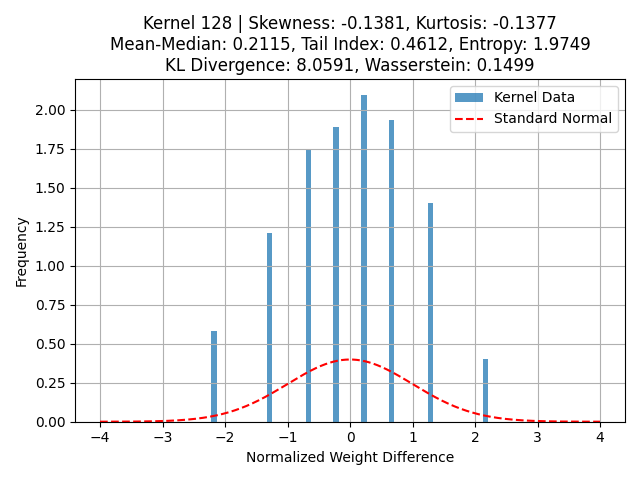 Kernel 128 | Skewness: -0.1381, Kurtosis: -0.1377
Mean-Median: 0.2115, Tail Index: 0.4612, Entropy: 1.9749
KL Divergence: 8.0591, Wasserstein: 0.1499
Kernel Data
Standard Normal
Frequency
2.00
1.75
1.50
1.25
1.00
0.75
0.50
0.25
0.00
−4 −3 −2 −1 0 1 2 3 4
Normalized Weight Difference